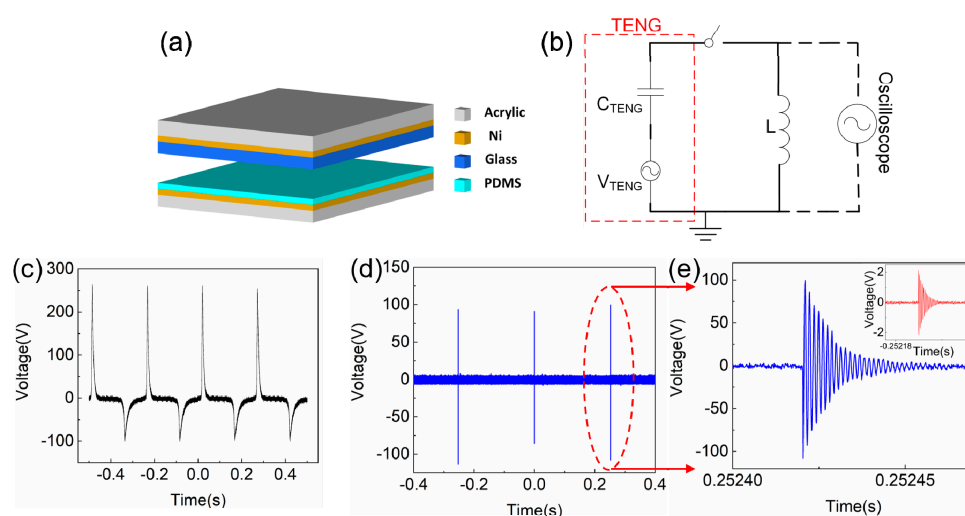 (a)
Acrylic
Ni
Glass
PDMS
(b)
TENG
C_TENG
V_TENG
L
Cscilloscope
(c)
Voltage(V)
300
200
100
0
-100
-0.4 -0.2 0.0 0.2 0.4
Time(s)
(d)
Voltage(V)
150
100
50
0
50
-100
-0.4 -0.2 0.0 0.2 0.4
Time(s)
(e)
Voltage(V)
100
50
0
-50
-100
0.25240 0.25245
Time(s)
Voltage(V)
2
0
-2
-0.25218
Time(s)